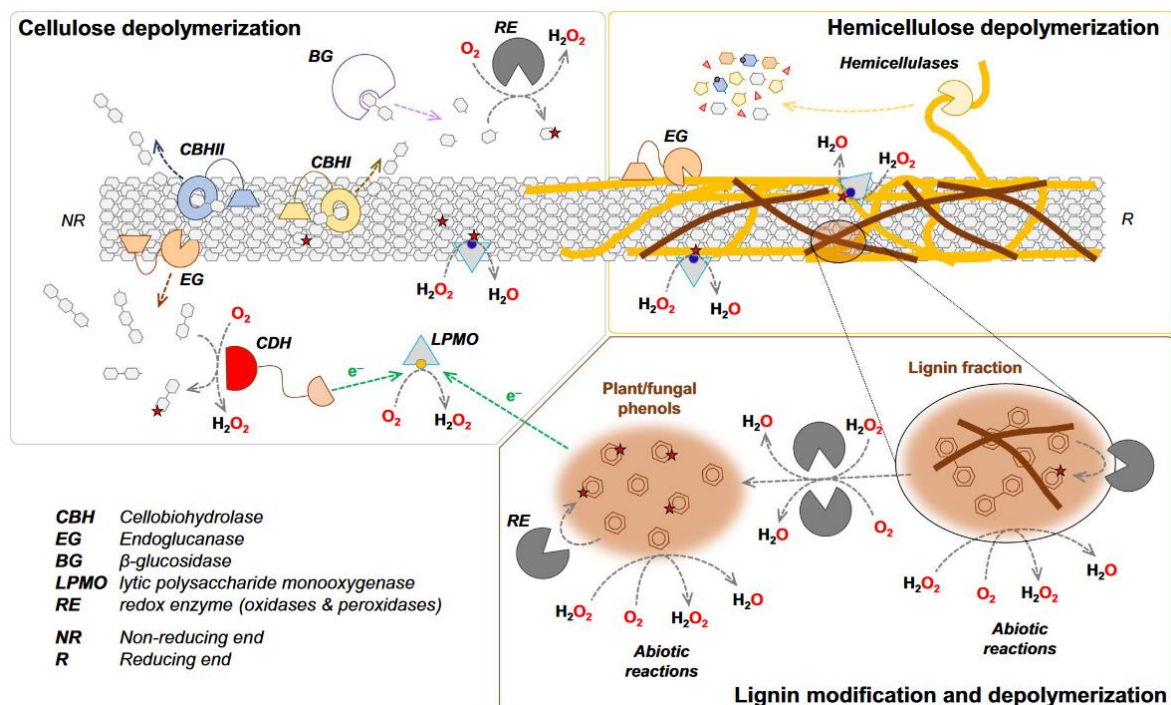 Cellulose depolymerization
RE
O₂
H₂O₂
BG
CBHII
CBHI
NR
EG
H₂O₂
H₂O
O₂
CDH
LPMO
e⁻
H₂O₂
O₂
H₂O₂
e⁻
Hemicellulose depolymerization
Hemicellulases
EG
H₂O
H₂O₂
R
H₂O₂
H₂O
Plant/fungal
phenols
Lignin fraction
H₂O
H₂O₂
RE
H₂O
O₂
H₂O₂
O₂
H₂O₂
H₂O
Abiotic
reactions
H₂O₂
O₂
H₂O₂
H₂O
Abiotic
reactions
Lignin modification and depolymerization
CBH Cellobiohydrolase
EG Endoglucanase
BG β-glucosidase
LPMO lytic polysaccharide monooxygenase
RE redox enzyme (oxidases & peroxidases)
NR Non-reducing end
R Reducing end